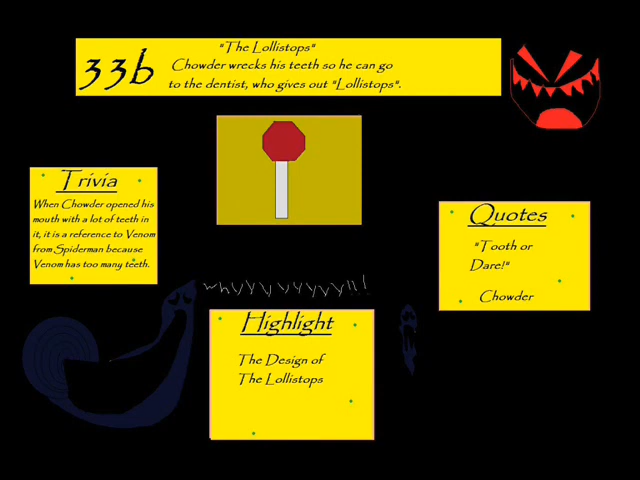 33b
"The Lollistops"
Chowder wrecks his teeth so he can go
to the dentist, who gives out "Lollistops".
Trivia
When Chowder opened his
mouth with a lot of teeth in
it, it is a reference to Venom
from Spiderman because
Venom has too many teeth.
Quotes
"Tooth or
Dare!"
Chowder
Highlight
The Design of
The Lollistops